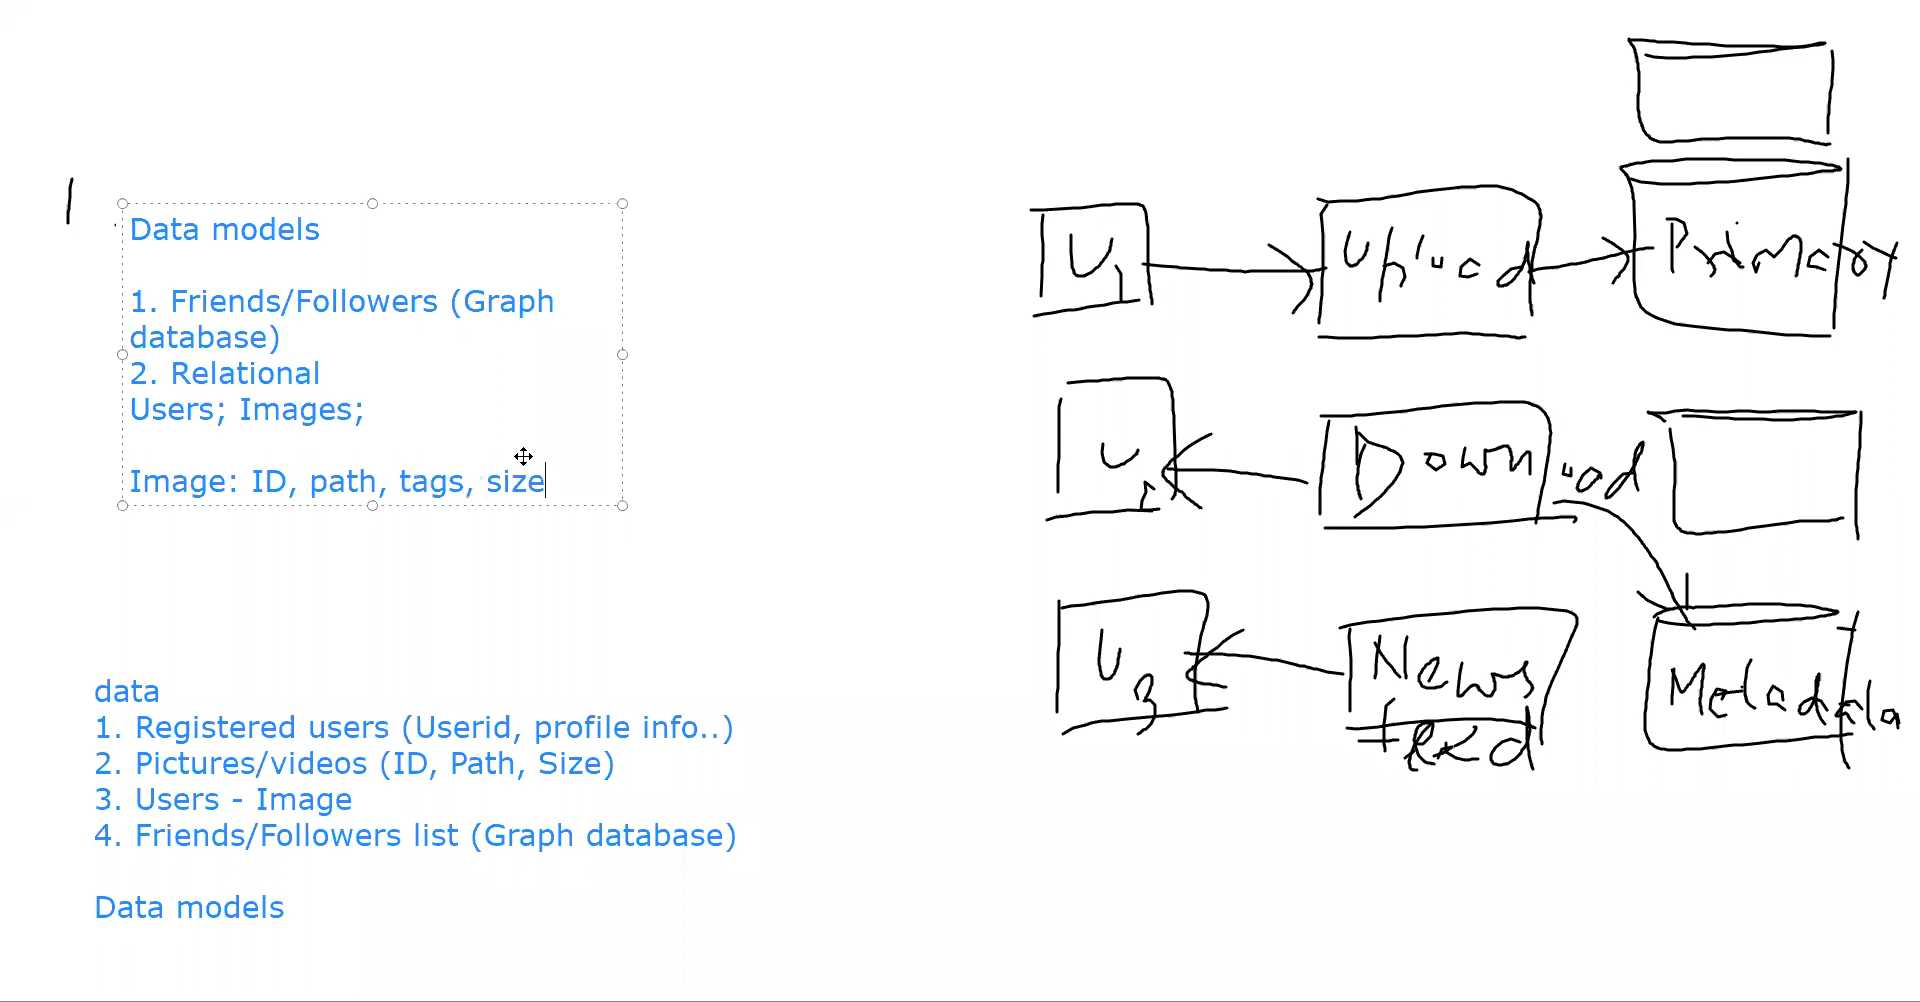 Data models
1. Friends/Followers (Graph
database)
2. Relational
Users; Images;
Image: ID, path, tags, size
data
1. Registered users (Userid, profile info..)
2. Pictures/videos (ID, Path, Size)
3. Users - Image
4. Friends/Followers list (Graph database)
Data models
U1
Upload
Primary
U
Download
U3
News
feed
Metadata